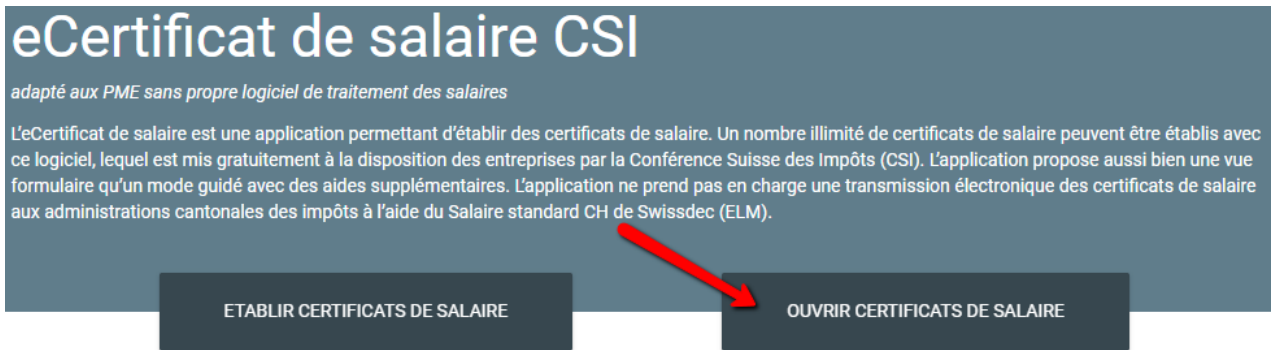 eCertificat de salaire CSI
adapté aux PME sans propre logiciel de traitement des salaires
L'eCertificat de salaire est une application permettant d'établir des certificats de salaire. Un nombre illimité de certificats de salaire peuvent être établis avec
ce logiciel, lequel est mis gratuitement à la disposition des entreprises par la Conférence Suisse des Impôts (CSI). L'application propose aussi bien une vue
formulaire qu'un mode guidé avec des aides supplémentaires. L'application ne prend pas en charge une transmission électronique des certificats de salaire
aux administrations cantonales des impôts à l'aide du Salaire standard CH de Swissdec (ELM).
ETABLIR CERTIFICATS DE SALAIRE
OUVRIR CERTIFICATS DE SALAIRE